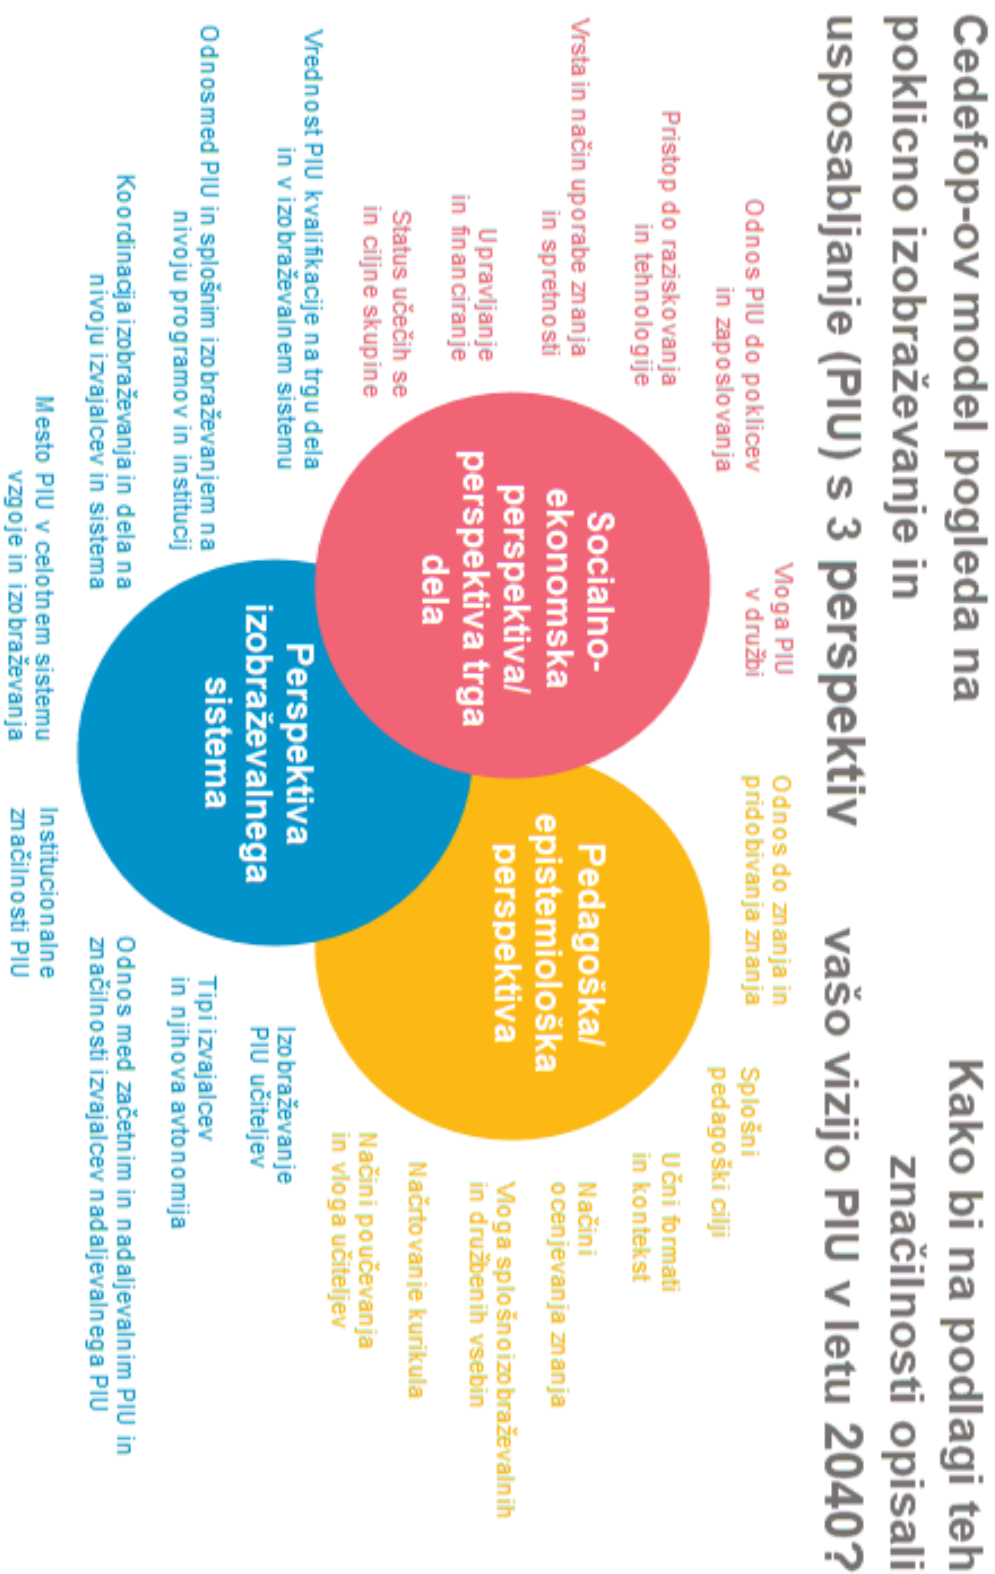 Cedefop-ov model pogleda na
poklicno izobraževanje in
usposabljanje (PIU) s 3 perspektiv
Kako bi na podlagi teh
značilnosti opisali
vašo vizijo PIU v letu 2040?
Vloga PIU
v družbi
Odnos PIU do poklicev
in zaposlovanja
Pristop do raziskovanja
in tehnologije
Vrsta in način uporabe znanja
in spretnosti
Upravljanje
in financiranje
Status učečih se
in ciljne skupine
Socialno-
ekonomska
perspektiva/
perspektiva trga
dela
Odnos do znanja in
pridobivanja znanja
Splošni
pedagoški cilji
Učni formati
in kontekst
Načini
ocenjevanja znanja
Vloga splošnoizobraževalnih
in družbenih vsebin
Načrtovanje kurikula
Načini poučevanja
in vloga učiteljev
Pedagoška/
epistemiološka
perspektiva
Vrednost PIU kvalifikacije na trgu dela
in v izobraževalnem sistemu
Odnos med PIU in splošnim izobraževanjem na
nivoju programov in institucij
Koordinacija izobraževanja in dela na
nivoju izvajalcev in sistema
Mesto PIU v celotnem sistemu
vzgoje in izobraževanja
Perspektiva
izobraževalnega
sistema
Izobraževanje
PIU učiteljev
Tipi izvajalcev
in njihova avtonomija
Odnos med začetnim in nadaljevalnim PIU in
značilnosti izvajalcev nadaljevalnega PIU
Institucionalne
značilnosti PIU